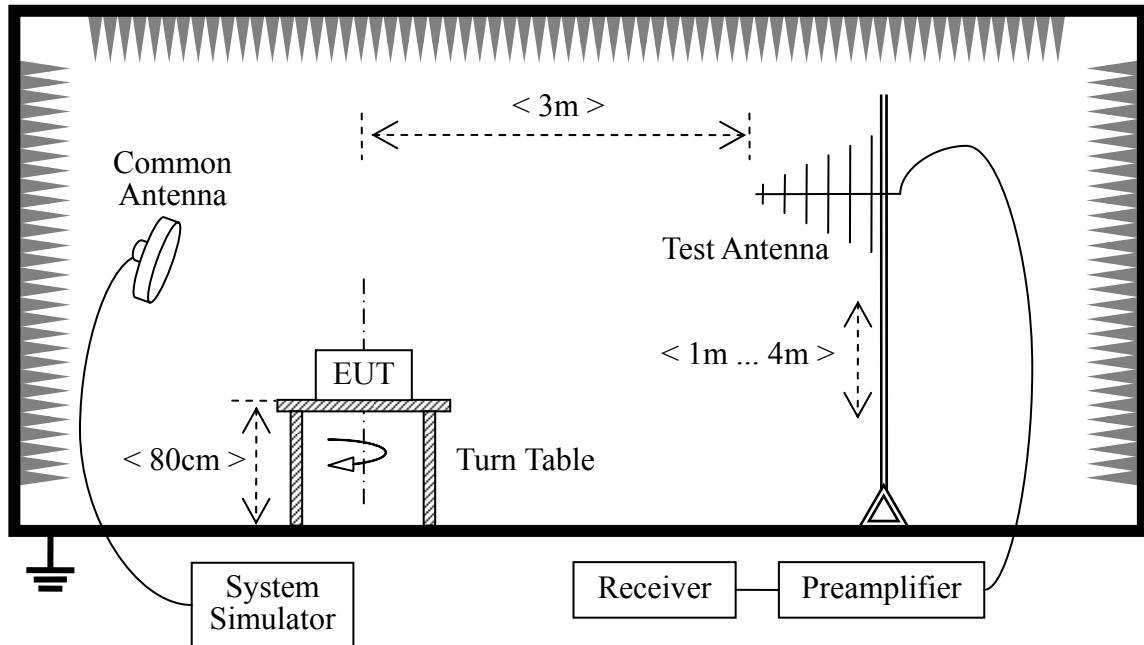 < 3m >
Common
Antenna
Test Antenna
< 1m ... 4m >
EUT
< 80cm >
Turn Table
System
Simulator
Receiver
Preamplifier